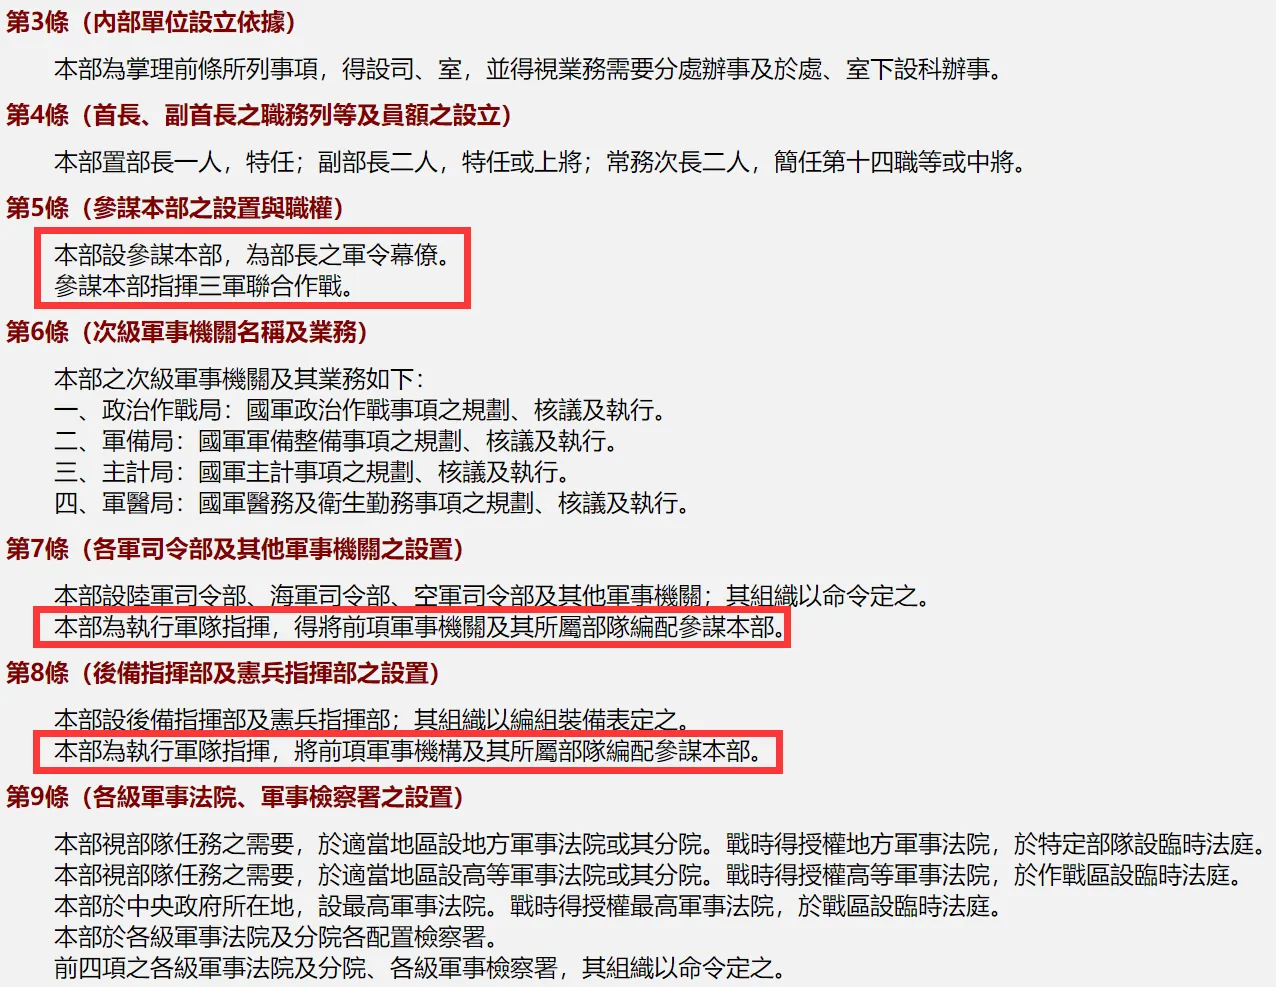 第3條（內部單位設立依據）
本部為掌理前條所列事項，得設司、室，並得視業務需要分處辦事及於處、室下設科辦事。
第4條（首長、副首長之職務列等及員額之設立）
本部置部長一人，特任；副部長二人，特任或上將；常務次長二人，簡任第十四職等或中將。
第5條（參謀本部之設置與職權）
本部設參謀本部，為部長之軍令幕僚。
參謀本部指揮三軍聯合作戰。
第6條（次級軍事機關名稱及業務）
本部之次級軍事機關及其業務如下：
一、政治作戰局：國軍政治作戰事項之規劃、核議及執行。
二、軍備局：國軍軍備整備事項之規劃、核議及執行。
三、主計局：國軍主計事項之規劃、核議及執行。
四、軍醫局：國軍醫務及衛生勤務事項之規劃、核議及執行。
第7條（各軍司令部及其他軍事機關之設置）
本部設陸軍司令部、海軍司令部、空軍司令部及其他軍事機關；其組織以命令定之。
本部為執行軍隊指揮，得將前項軍事機關及其所屬部隊編配參謀本部。
第8條（後備指揮部及憲兵指揮部之設置）
本部設後備指揮部及憲兵指揮部；其組織以編組裝備表定之。
本部為執行軍隊指揮，將前項軍事機構及其所屬部隊編配參謀本部。
第9條（各級軍事法院、軍事檢察署之設置）
本部視部隊任務之需要，於適當地區設地方軍事法院或其分院。戰時得授權地方軍事法院，於特定部隊設臨時法庭。
本部視部隊任務之需要，於適當地區設高等軍事法院或其分院。戰時得授權高等軍事法院，於作戰區設臨時法庭。
本部於中央政府所在地，設最高軍事法院。戰時得授權最高軍事法院，於戰區設臨時法庭。
本部於各級軍事法院及分院各配置檢察署。
前四項之各級軍事法院及分院、各級軍事檢察署，其組織以命令定之。